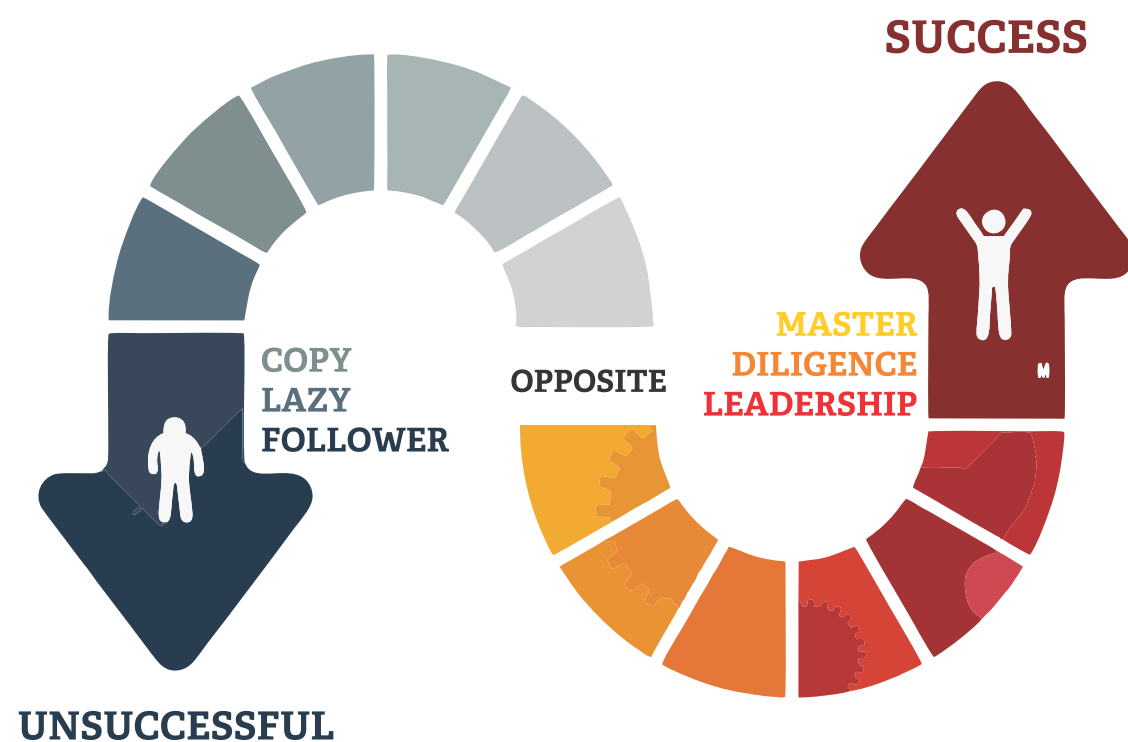 SUCCESS
COPY
LAZY
FOLLOWER
OPPOSITE
MASTER
DILIGENCE
LEADERSHIP
UNSUCCESSFUL